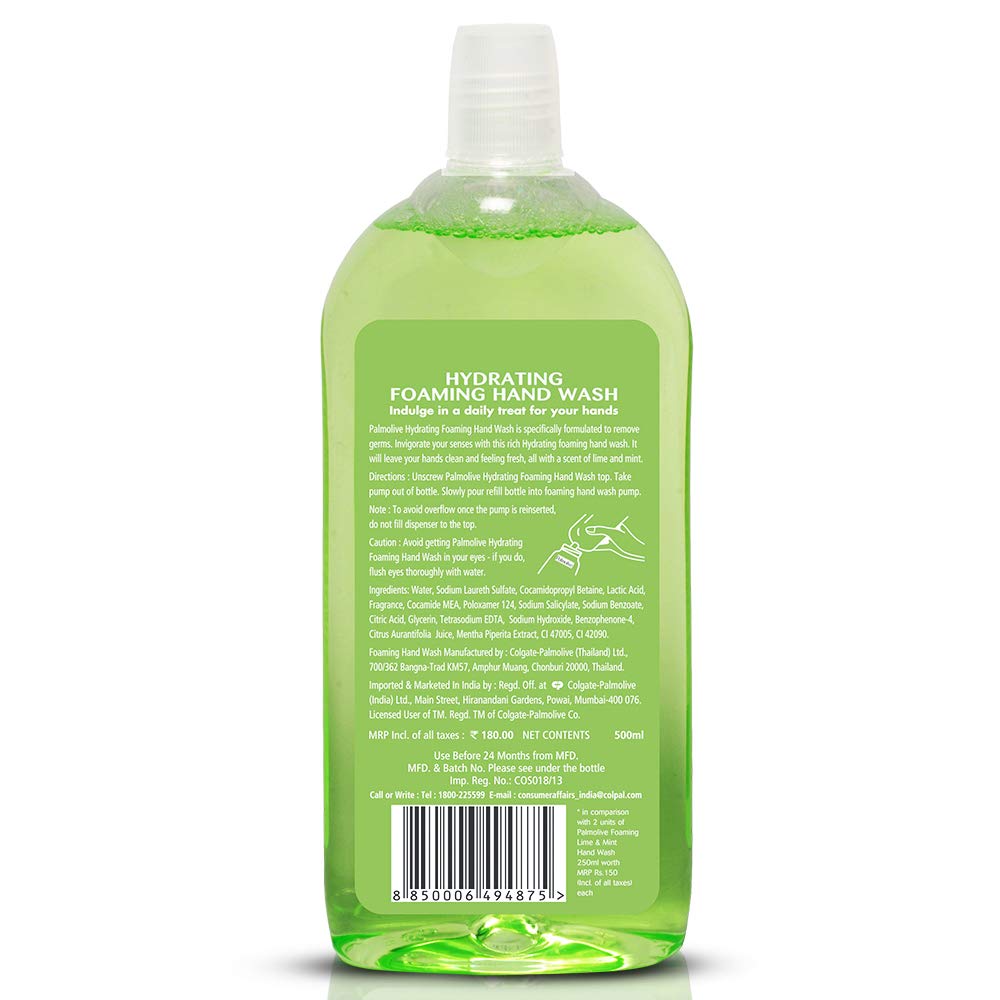 HYDRATING
FOAMING HAND WASH
Indulge in a daily treat for your hands
Palmolive Hydrating Foaming Hand Wash is specifically formulated to remove
germs. Invigorate your senses with this rich Hydrating foaming hand wash. It
will leave your hands clean and feeling fresh, all with a scent of lime and mint.
Directions : Unscrew Palmolive Hydrating Foaming Hand Wash top. Take
pump out of bottle. Slowly pour refill bottle into foaming hand wash pump.
Note : To avoid overflow once the pump is reinserted,
do not fill dispenser to the top.
Caution : Avoid getting Palmolive Hydrating
Foaming Hand Wash in your eyes - if you do,
flush eyes thoroughly with water.
Ingredients: Water, Sodium Laureth Sulfate, Cocamidopropyl Betaine, Lactic Acid,
Fragrance, Cocamide MEA, Poloxamer 124, Sodium Salicylate, Sodium Benzoate,
Citric Acid, Glycerin, Tetrasodium EDTA, Sodium Hydroxide, Benzophenone-4,
Citrus Aurantifolia Juice, Mentha Piperita Extract, CI 47005, CI 42090.
Foaming Hand Wash Manufactured by : Colgate-Palmolive (Thailand) Ltd.,
700/362 Bangna-Trad KM57, Amphur Muang, Chonburi 20000, Thailand.
Imported & Marketed In India by : Regd. Off. at Colgate-Palmolive
(India) Ltd., Main Street, Hiranandani Gardens, Powai, Mumbai-400 076.
Licensed User of TM. Regd. TM of Colgate-Palmolive Co.
MRP Incl. of all taxes : ₹ 180.00 NET CONTENTS 500ml
Use Before 24 Months from MFD.
MFD. & Batch No. Please see under the bottle
Imp. Reg. No.: COS018/13
Call or Write : Tel : 1800-225599 E-mail : consumeraffairs_india@colpal.com
* in comparison
with 2 units of
Palmolive Foaming
Lime & Mint
Hand Wash
250ml worth
MRP Rs.150
(Incl. of all taxes)
each
8 850006 494875 >